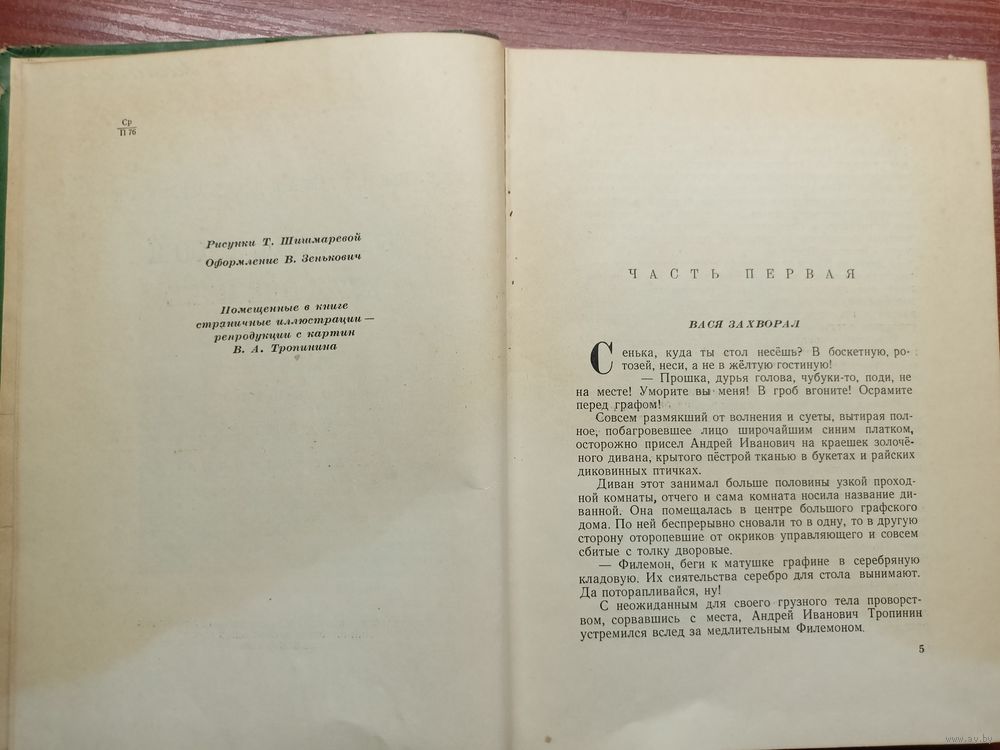 Ср
П 76
Рисунки Т. Шишмаревой
Оформление В. Зенькович
Помещенные в книге
страничные иллюстрации —
репродукции с картин
В. А. Тропинина
ЧАСТЬ ПЕРВАЯ
ВАСЯ ЗАХВОРАЛ
Сенька, куда ты стол несёшь? В боскетную, ро-
тозей, неси, а не в жёлтую гостиную!
— Прошка, дурья голова, чубуки-то, поди, не
на месте! Уморите вы меня! В гроб вгоните! Осрамите
перед графом!
Совсем размякший от волнения и суеты, вытирая пол-
ное, побагровевшее лицо широчайшим синим платком,
осторожно присел Андрей Иванович на краешек золочё-
ного дивана, крытого пёстрой тканью в букетах и райских
диковинных птичках.
Диван этот занимал больше половины узкой проход-
ной комнаты, отчего и сама комната носила название ди-
ванной. Она помещалась в центре большого графского
дома. По ней беспрерывно сновали то в одну, то в другую
сторону оторопевшие от окриков управляющего и совсем
сбитые с толку дворовые.
— Филемон, беги к матушке графине в серебряную
кладовую. Их сиятельства серебро для стола вынимают.
Да поторапливайся, ну!
С неожиданным для своего грузного тела проворст-
вом, сорвавшись с места, Андрей Иванович Тропинин
устремился вслед за медлительным Филемоном.
5
www.av.by